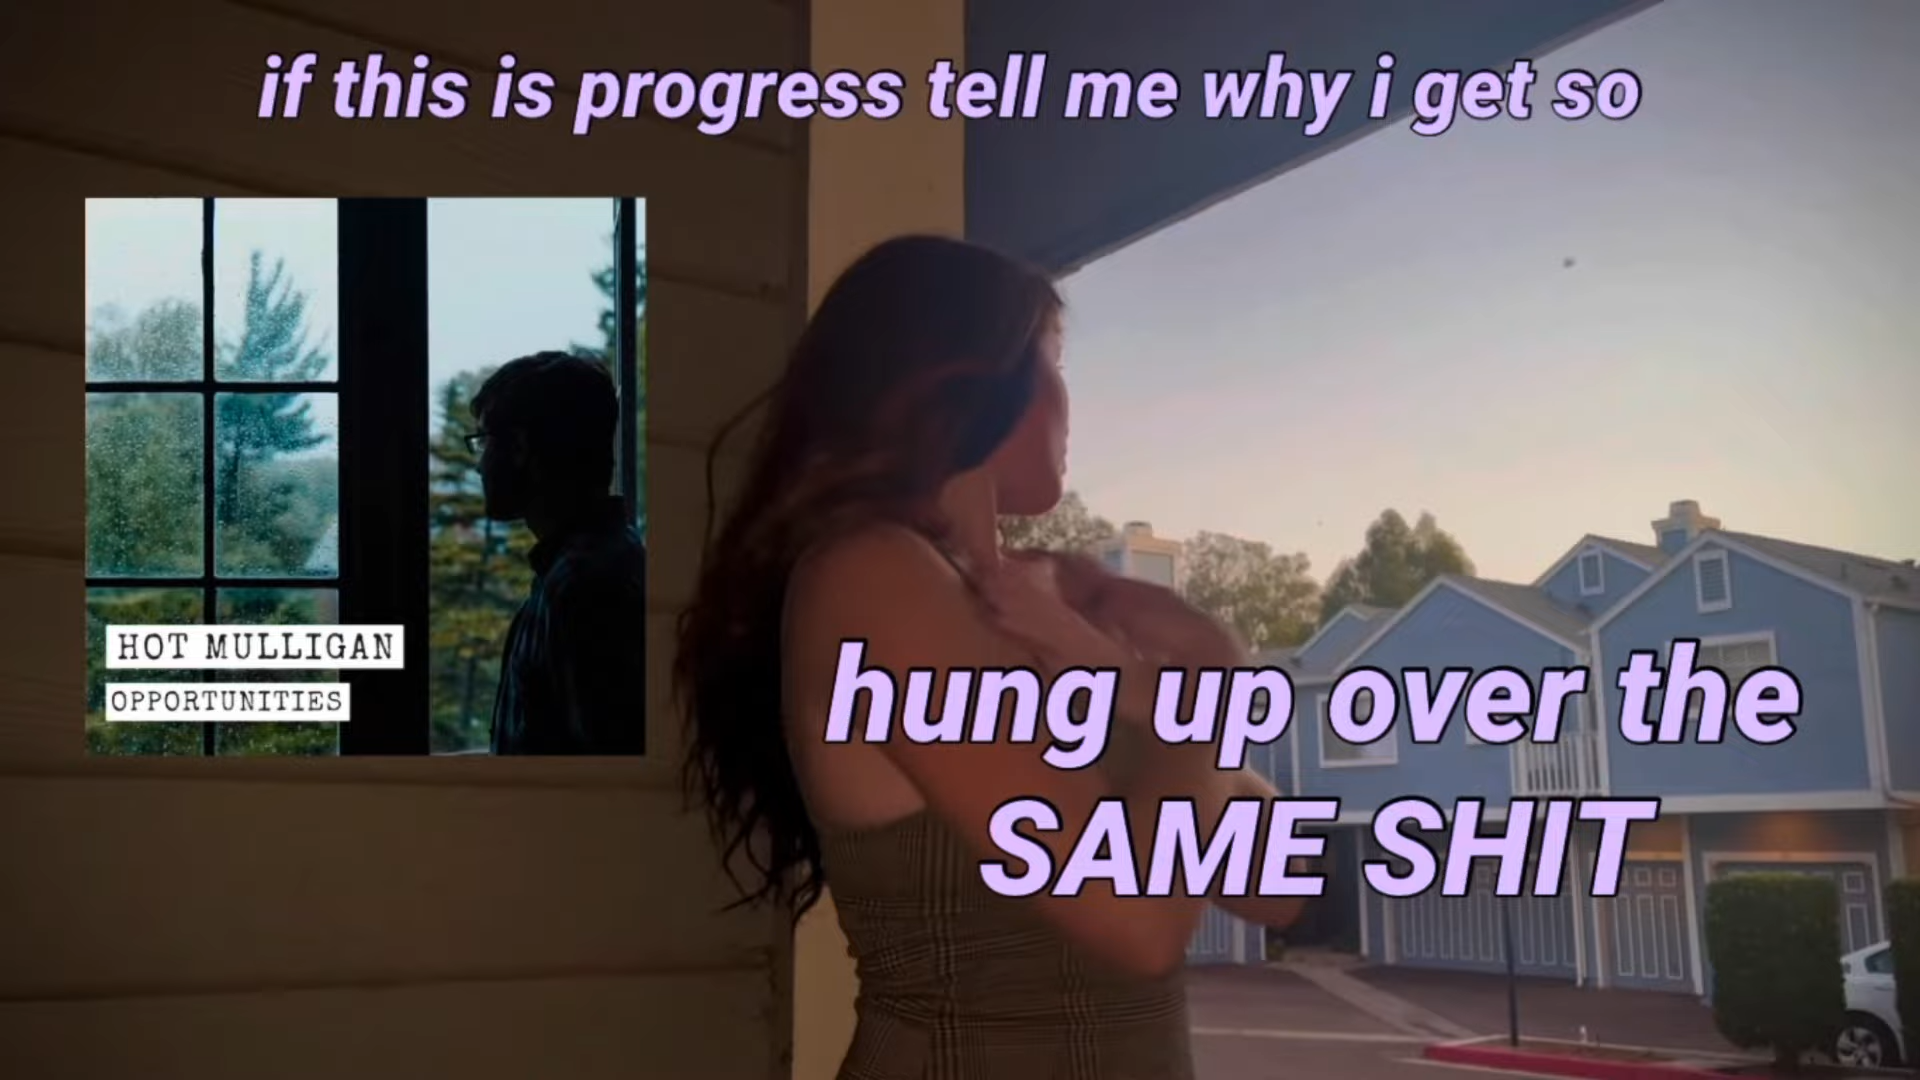 if this is progress tell me why i get so
HOT MULLIGAN
OPPORTUNITIES
hung up over the
SAME SHIT